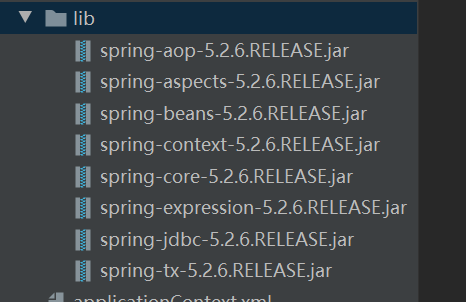 lib
spring-aop-5.2.6.RELEASE.jar
spring-aspects-5.2.6.RELEASE.jar
spring-beans-5.2.6.RELEASE.jar
spring-context-5.2.6.RELEASE.jar
spring-core-5.2.6.RELEASE.jar
spring-expression-5.2.6.RELEASE.jar
spring-jdbc-5.2.6.RELEASE.jar
spring-tx-5.2.6.RELEASE.jar
applicationContext.xml